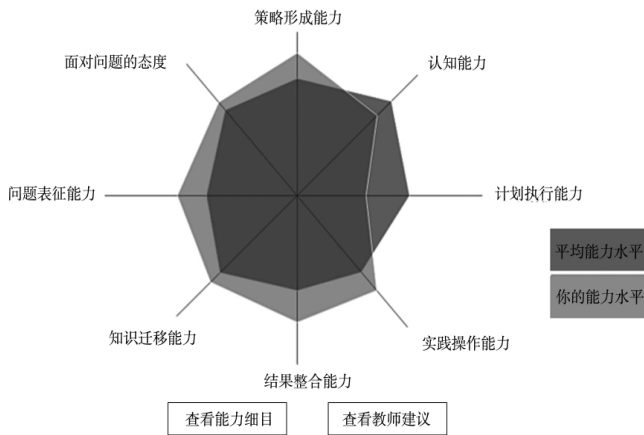 策略形成能力
面对问题的态度
认知能力
问题表征能力
计划执行能力
平均能力水平
你的能力水平
知识迁移能力
实践操作能力
结果整合能力
查看能力细目
查看教师建议